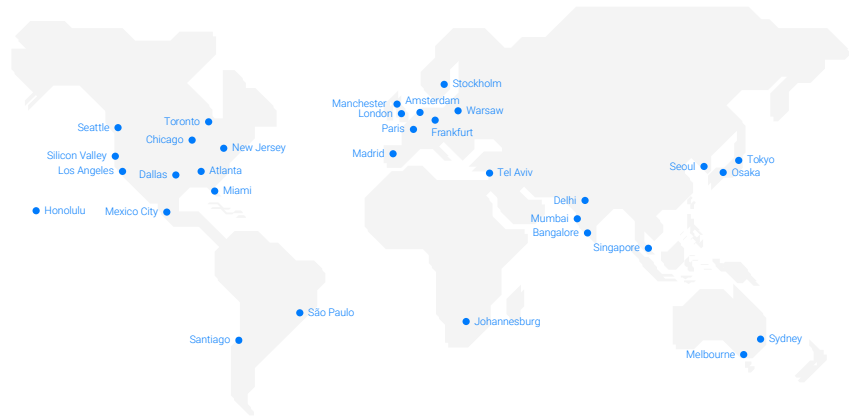 Stockholm
Manchester
Amsterdam
London
Warsaw
Toronto
Seattle
Paris
Frankfurt
Chicago
New Jersey
Silicon Valley
Madrid
Tokyo
Los Angeles
Dallas
Atlanta
Tel Aviv
Seoul
Osaka
Miami
Delhi
Honolulu
Mexico City
Mumbai
Bangalore
Singapore
São Paulo
Johannesburg
Santiago
Sydney
Melbourne